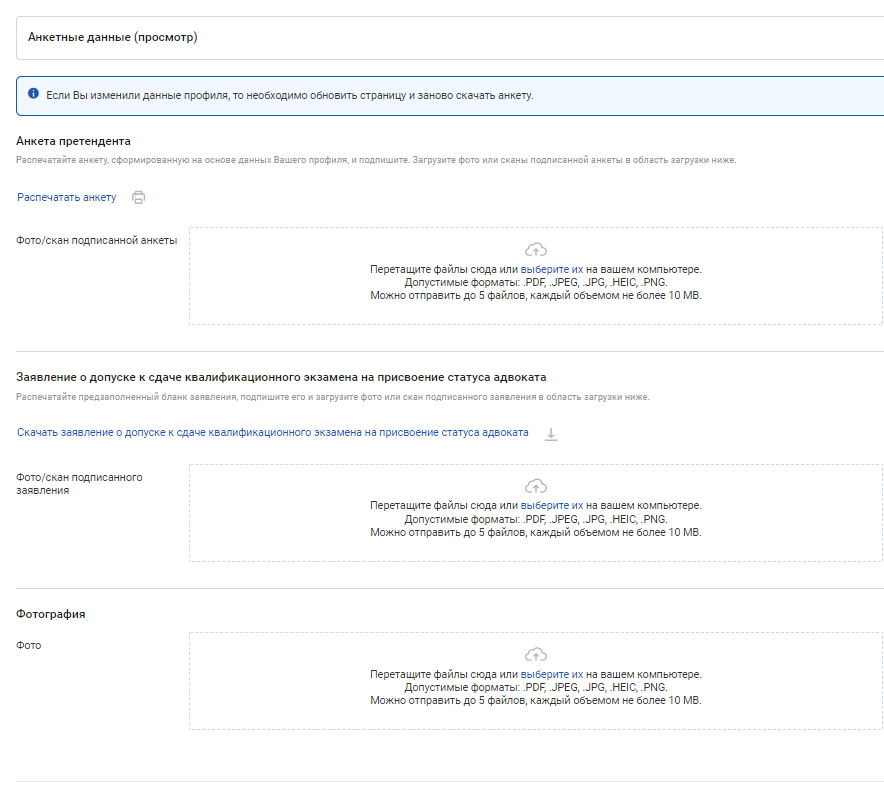 Анкетные данные (просмотр)
Если Вы изменили данные профиля, то необходимо обновить страницу и заново скачать анкету.
Анкета претендента
Распечатайте анкету, сформированную на основе данных Вашего профиля, и подпишите. Загрузите фото или сканы подписанной анкеты в область загрузки ниже.
Распечатать анкету
Фото/скан подписанной анкеты
Перетащите файлы сюда или выберите их на вашем компьютере.
Допустимые форматы: .PDF, .JPEG, .JPG, .HEIC, .PNG.
Можно отправить до 5 файлов, каждый объемом не более 10 MB.
Заявление о допуске к сдаче квалификационного экзамена на присвоение статуса адвоката
Распечатайте предзаполненный бланк заявления, подпишите его и загрузите фото или скан подписанного заявления в область загрузки ниже.
Скачать заявление о допуске к сдаче квалификационного экзамена на присвоение статуса адвоката
Фото/скан подписанного
заявления
Перетащите файлы сюда или выберите их на вашем компьютере.
Допустимые форматы: .PDF, .JPEG, .JPG, .HEIC, .PNG.
Можно отправить до 5 файлов, каждый объемом не более 10 MB.
Фотография
Фото
Перетащите файлы сюда или выберите их на вашем компьютере.
Допустимые форматы: .PDF, .JPEG, .JPG, .HEIC, .PNG.
Можно отправить до 5 файлов, каждый объемом не более 10 MB.